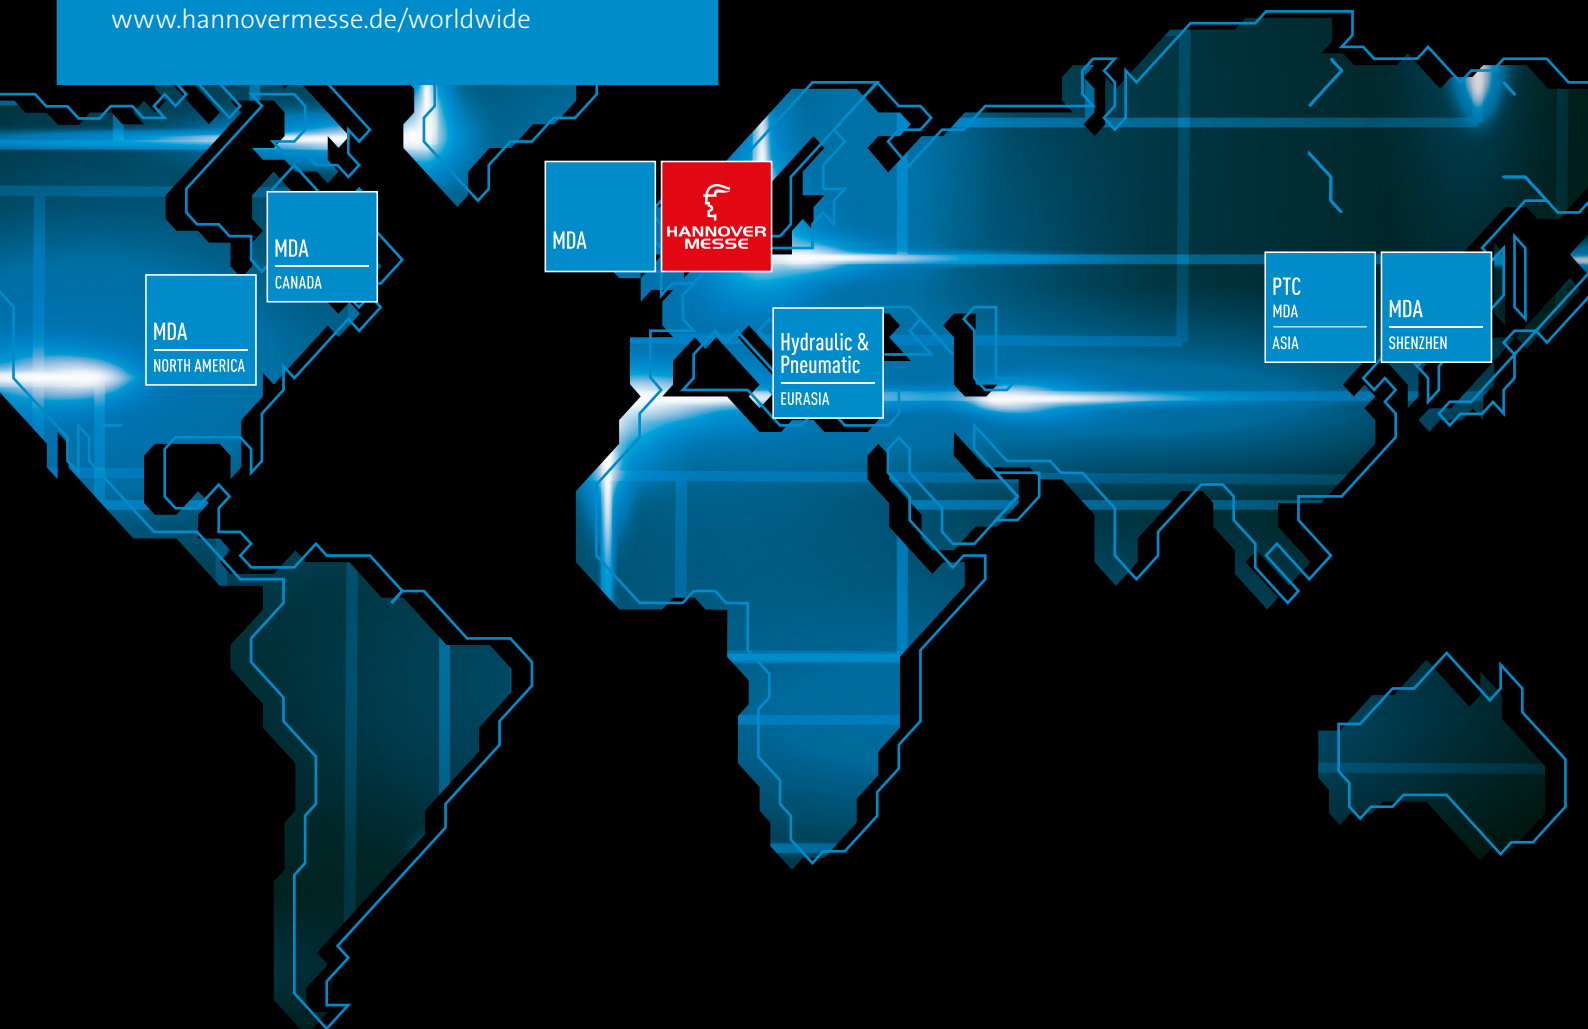 www.hannovermesse.de/worldwide
MDA
HANNOVER
MESSE
MDA
CANADA
MDA
NORTH AMERICA
PTC
MDA
ASIA
MDA
SHENZHEN
Hydraulic &
Pneumatic
EURASIA